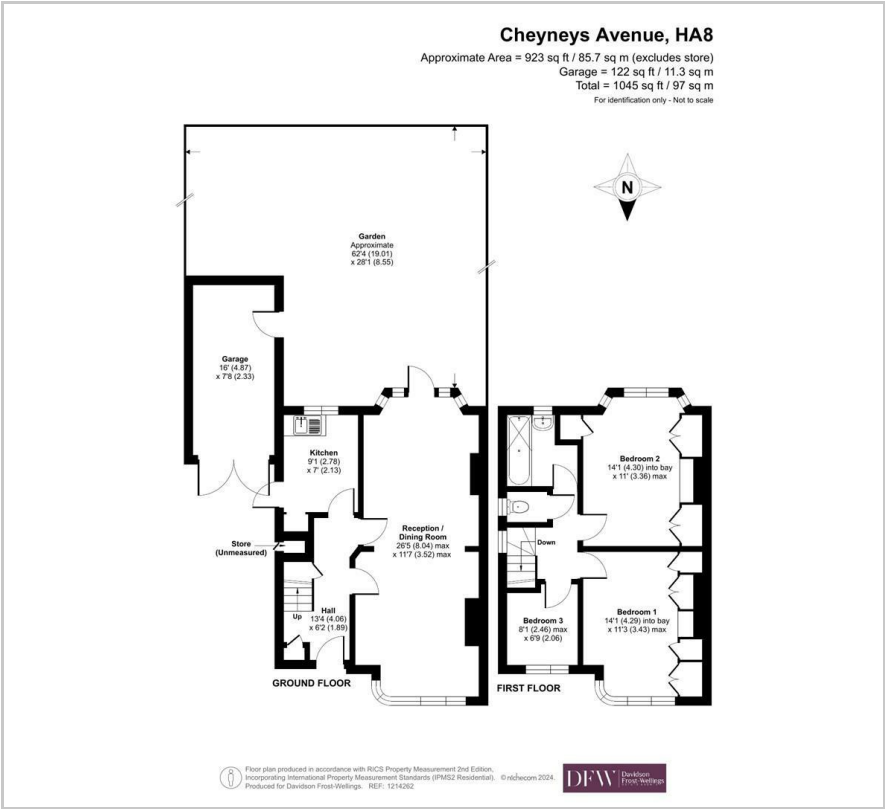 Cheyneys Avenue, HA8
Approximate Area = 923 sq ft / 85.7 sq m (excludes store)
Garage = 122 sq ft / 11.3 sq m
Total = 1045 sq ft / 97 sq m
For identification only - Not to scale
N
Garden
Approximate
62'4 (19.01)
x 28'1 (8.55)
Garage
16' (4.87)
x 7'8 (2.33)
Kitchen
9'1 (2.78)
x 7' (2.13)
Reception /
Dining Room
26'5 (8.04) max
x 11'7 (3.52) max
Store
(Unmeasured)
Up
Hall
13'4 (4.06)
x 6'2 (1.89)
GROUND FLOOR
Bedroom 2
14'1 (4.30) into bay
x 11' (3.36) max
Down
Bedroom 1
14'1 (4.29) into bay
x 11'3 (3.43) max
Bedroom 3
8'1 (2.46) max
x 6'9 (2.06)
FIRST FLOOR
Floor plan produced in accordance with RICS Property Measurement 2nd Edition,
Incorporating International Property Measurement Standards (IPMS2 Residential). © nichecom 2024.
Produced for Davidson Frost-Wellings. REF: 1214262
DFW
Davidson
Frost-Wellings